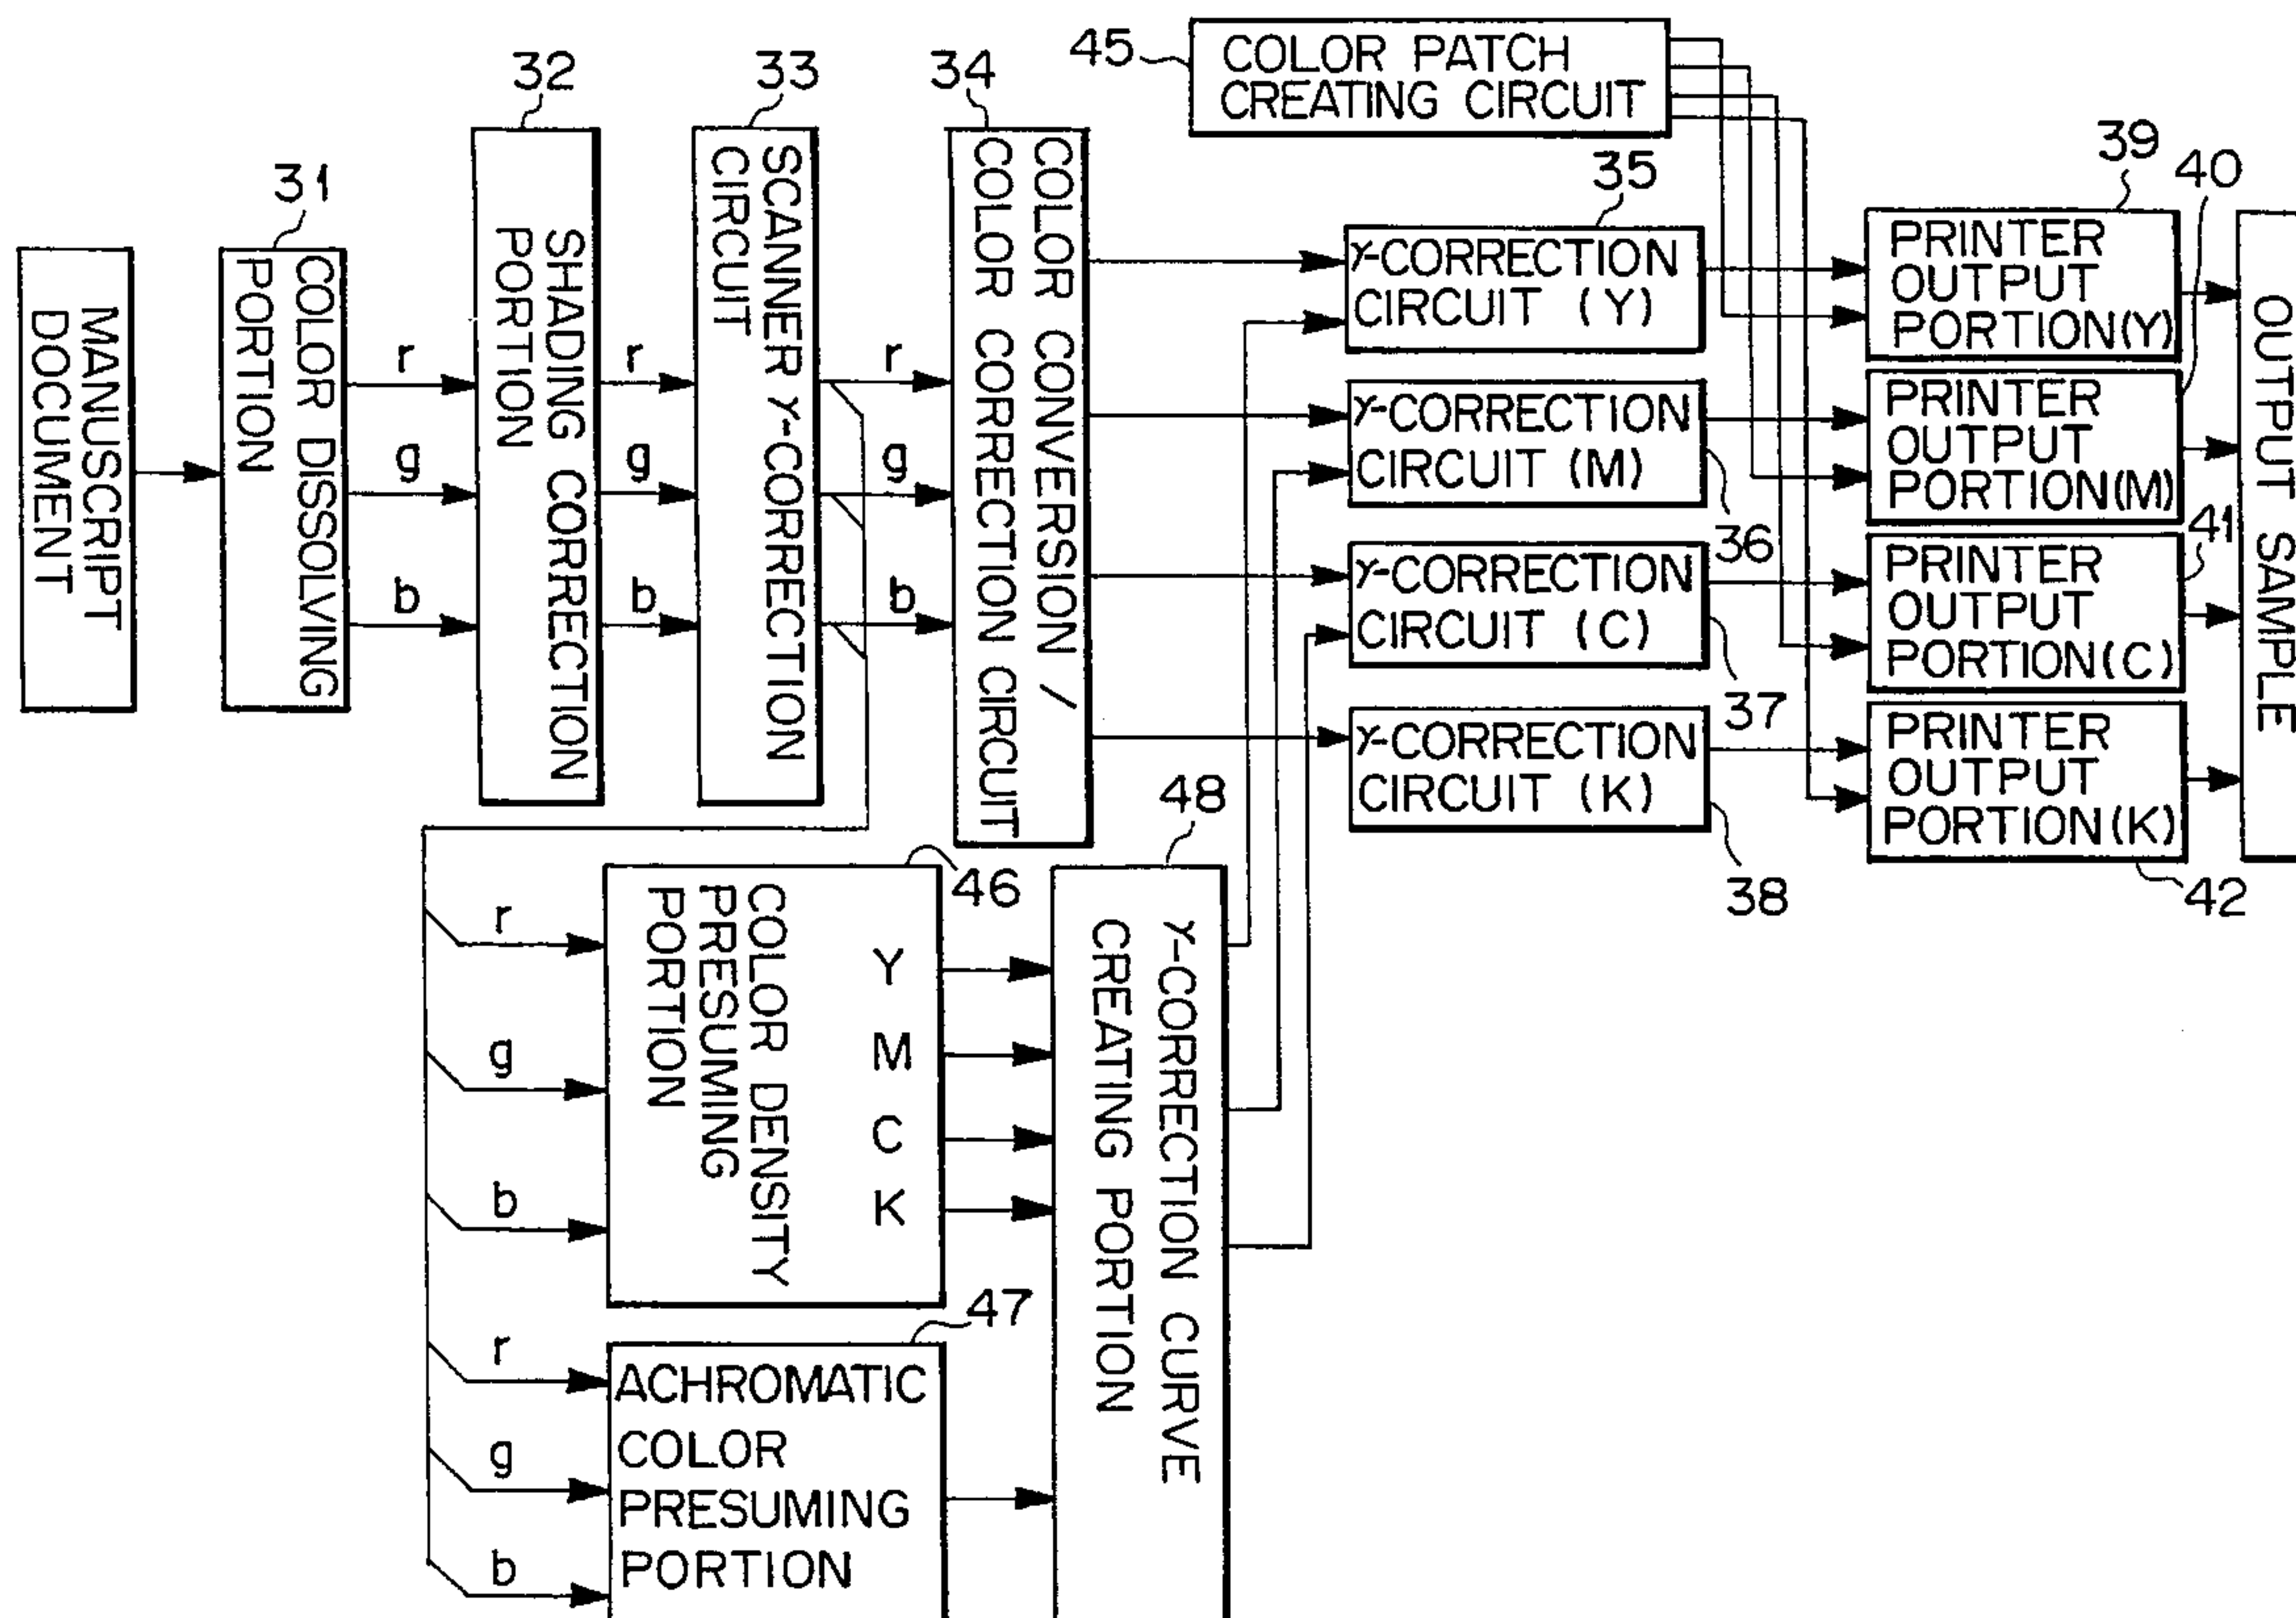 45
COLOR PATCH
CREATING CIRCUIT
32
33
34
31
35
39
40
MANUSCRIPT
DOCUMENT
COLOR DISSOLVING
PORTION
r
g
b
SHADING CORRECTION
PORTION
r
g
b
SCANNER γ-CORRECTION
CIRCUIT
r
g
b
COLOR CONVERSION /
COLOR CORRECTION CIRCUIT
γ-CORRECTION
CIRCUIT (Y)
γ-CORRECTION
CIRCUIT (M)
36
γ-CORRECTION
CIRCUIT (C)
37
γ-CORRECTION
CIRCUIT (K)
38
PRINTER
OUTPUT
PORTION(Y)
PRINTER
OUTPUT
PORTION(M)
41
PRINTER
OUTPUT
PORTION(C)
PRINTER
OUTPUT
PORTION(K)
42
OUTPUT SAMPLE
46
r
g
b
COLOR DENSITY
PRESUMING
PORTION
Y
M
C
K
48
γ-CORRECTION CURVE
CREATING PORTION
47
r
g
b
ACHROMATIC
COLOR
PRESUMING
PORTION